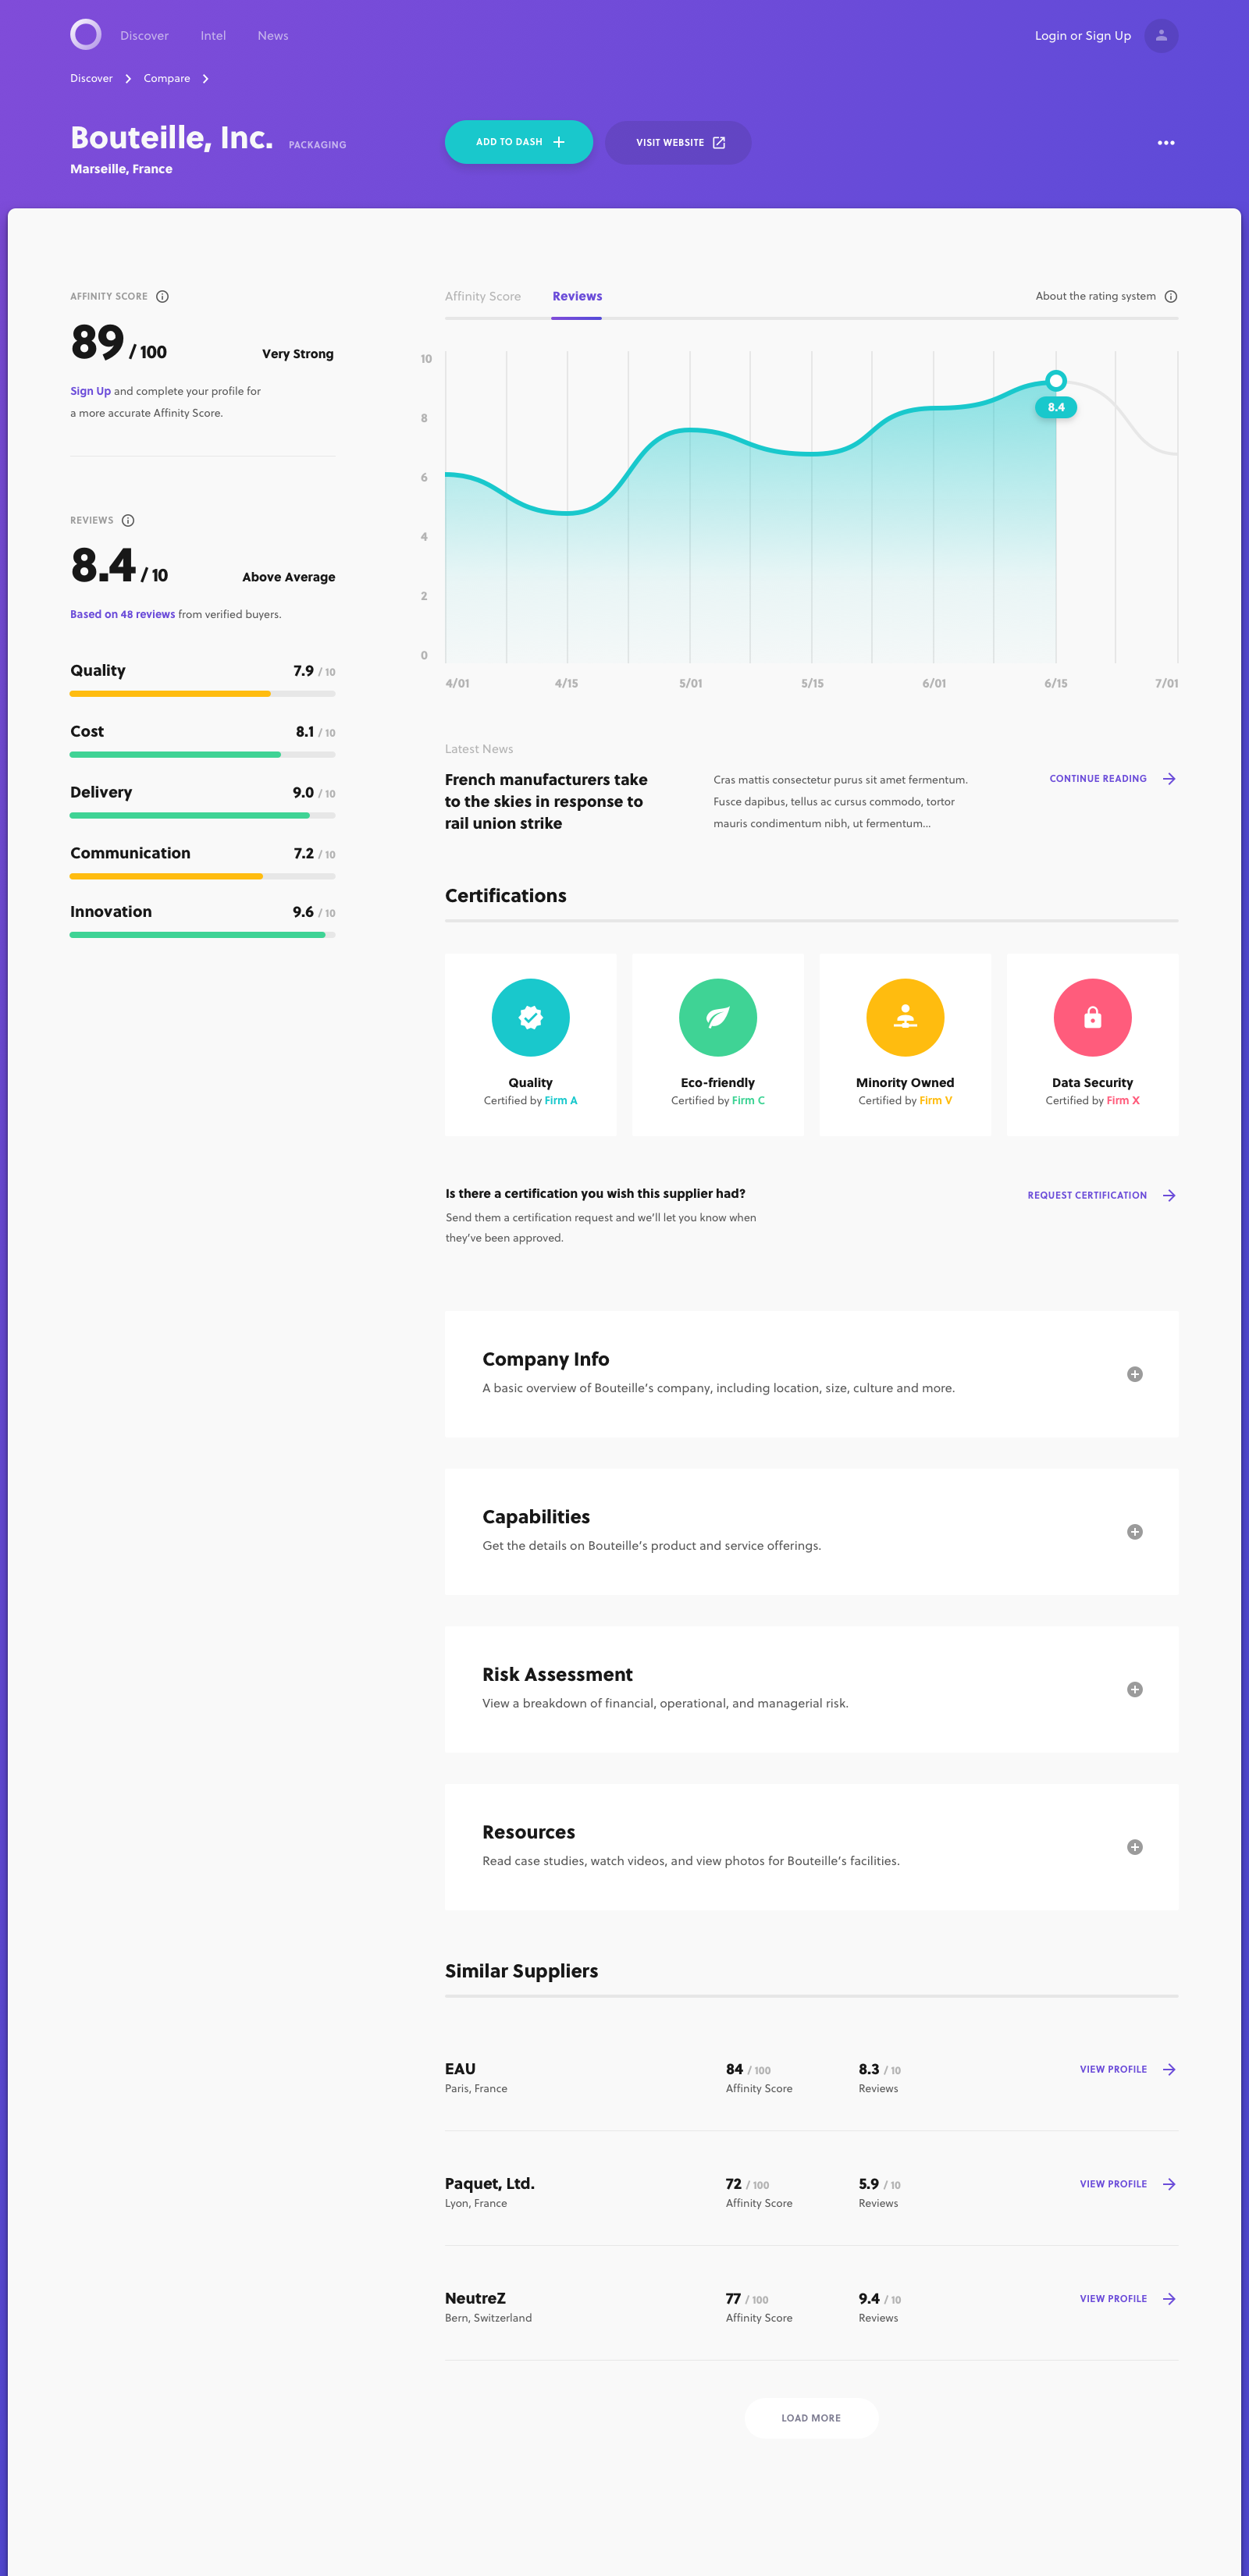 Discover Intel News Login or Sign Up
Discover Compare
Bouteille, Inc. PACKAGING
Marseille, France
ADD TO DASH
VISIT WEBSITE
AFFINITY SCORE
89 / 100 Very Strong
Sign Up and complete your profile for
a more accurate Affinity Score.
REVIEWS
8.4 / 10 Above Average
Based on 48 reviews from verified buyers.
Quality 7.9 / 10
Cost 8.1 / 10
Delivery 9.0 / 10
Communication 7.2 / 10
Innovation 9.6 / 10
Affinity Score Reviews About the rating system
10
8
6
4
2
0
8.4
4/01 4/15 5/01 5/15 6/01 6/15 7/01
Latest News
French manufacturers take
to the skies in response to
rail union strike
Cras mattis consectetur purus sit amet fermentum.
Fusce dapibus, tellus ac cursus commodo, tortor
mauris condimentum nibh, ut fermentum...
CONTINUE READING
Certifications
Quality
Certified by Firm A
Eco-friendly
Certified by Firm C
Minority Owned
Certified by Firm V
Data Security
Certified by Firm X
Is there a certification you wish this supplier had?
Send them a certification request and we'll let you know when
they've been approved.
REQUEST CERTIFICATION
Company Info
A basic overview of Bouteille's company, including location, size, culture and more.
Capabilities
Get the details on Bouteille's product and service offerings.
Risk Assessment
View a breakdown of financial, operational, and managerial risk.
Resources
Read case studies, watch videos, and view photos for Bouteille's facilities.
Similar Suppliers
EAU 84 / 100 8.3 / 10 VIEW PROFILE
Paris, France Affinity Score Reviews
Paquet, Ltd. 72 / 100 5.9 / 10 VIEW PROFILE
Lyon, France Affinity Score Reviews
NeutreZ 77 / 100 9.4 / 10 VIEW PROFILE
Bern, Switzerland Affinity Score Reviews
LOAD MORE